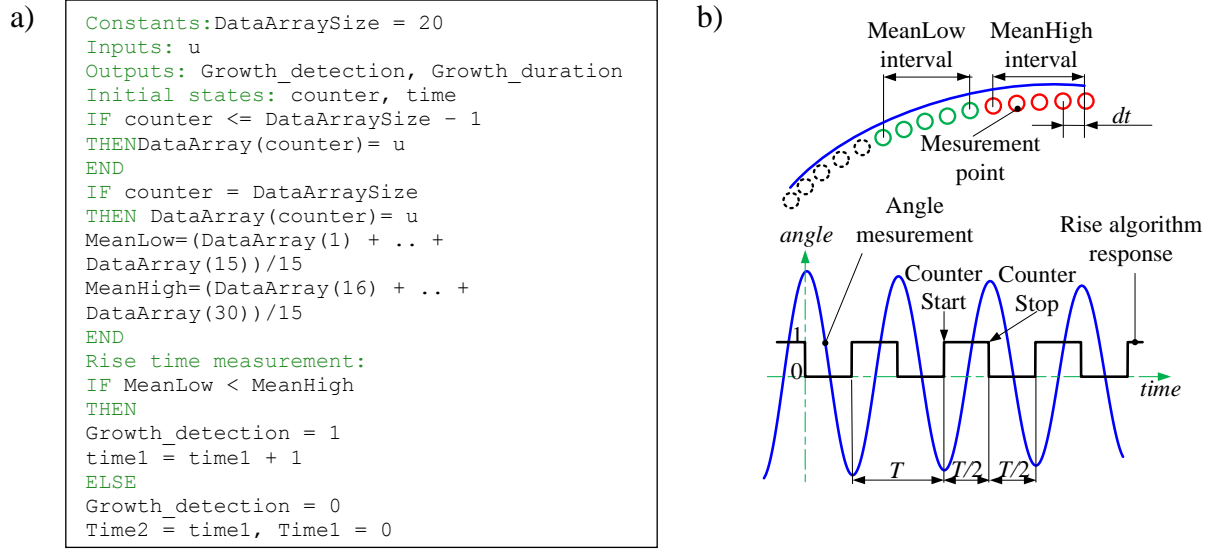 a)
Constants:DataArraySize = 20
Inputs: u
Outputs: Growth_detection, Growth_duration
Initial states: counter, time
IF counter <= DataArraySize – 1
THENDataArray(counter)= u
END
IF counter = DataArraySize
THEN DataArray(counter)= u
MeanLow=(DataArray(1) + .. +
DataArray(15))/15
MeanHigh=(DataArray(16) + .. +
DataArray(30))/15
END
Rise time measurement:
IF MeanLow < MeanHigh
THEN
Growth_detection = 1
time1 = time1 + 1
ELSE
Growth_detection = 0
Time2 = time1, Time1 = 0
b)
MeanLow
interval
MeanHigh
interval
dt
Mesurement
point
angle
Angle
mesurement
Counter
Start
Counter
Stop
Rise algorithm
response
1
0
time
T
T/2
T/2